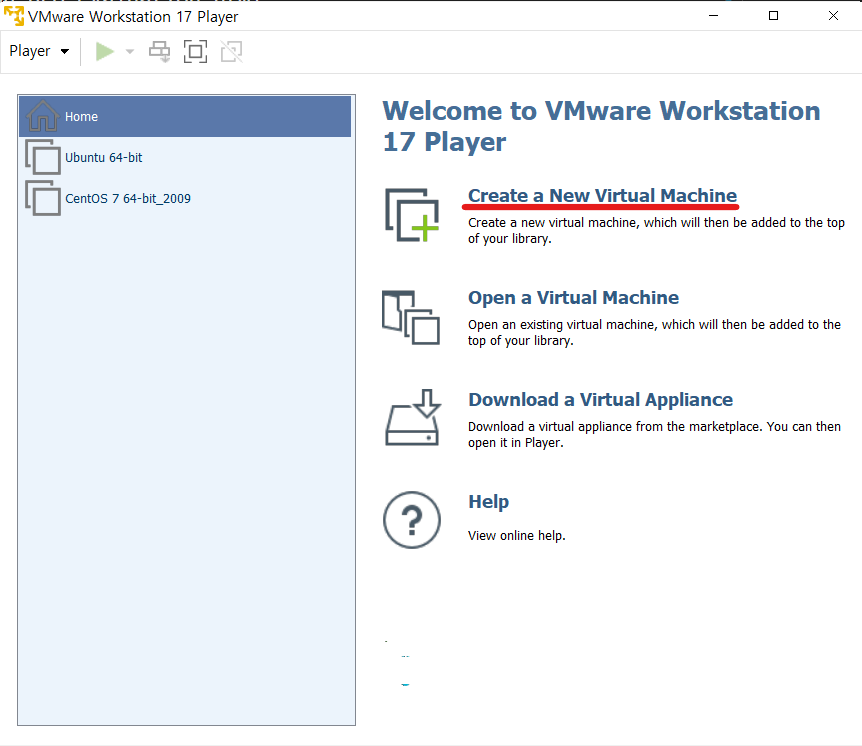 VMware Workstation 17 Player
Player
Home
Ubuntu 64-bit
CentOS 7 64-bit_2009
Welcome to VMware Workstation
17 Player
Create a New Virtual Machine
Create a new virtual machine, which will then be added to the top
of your library.
Open a Virtual Machine
Open an existing virtual machine, which will then be added to the
top of your library.
Download a Virtual Appliance
Download a virtual appliance from the marketplace. You can then
open it in Player.
?
Help
View online help.